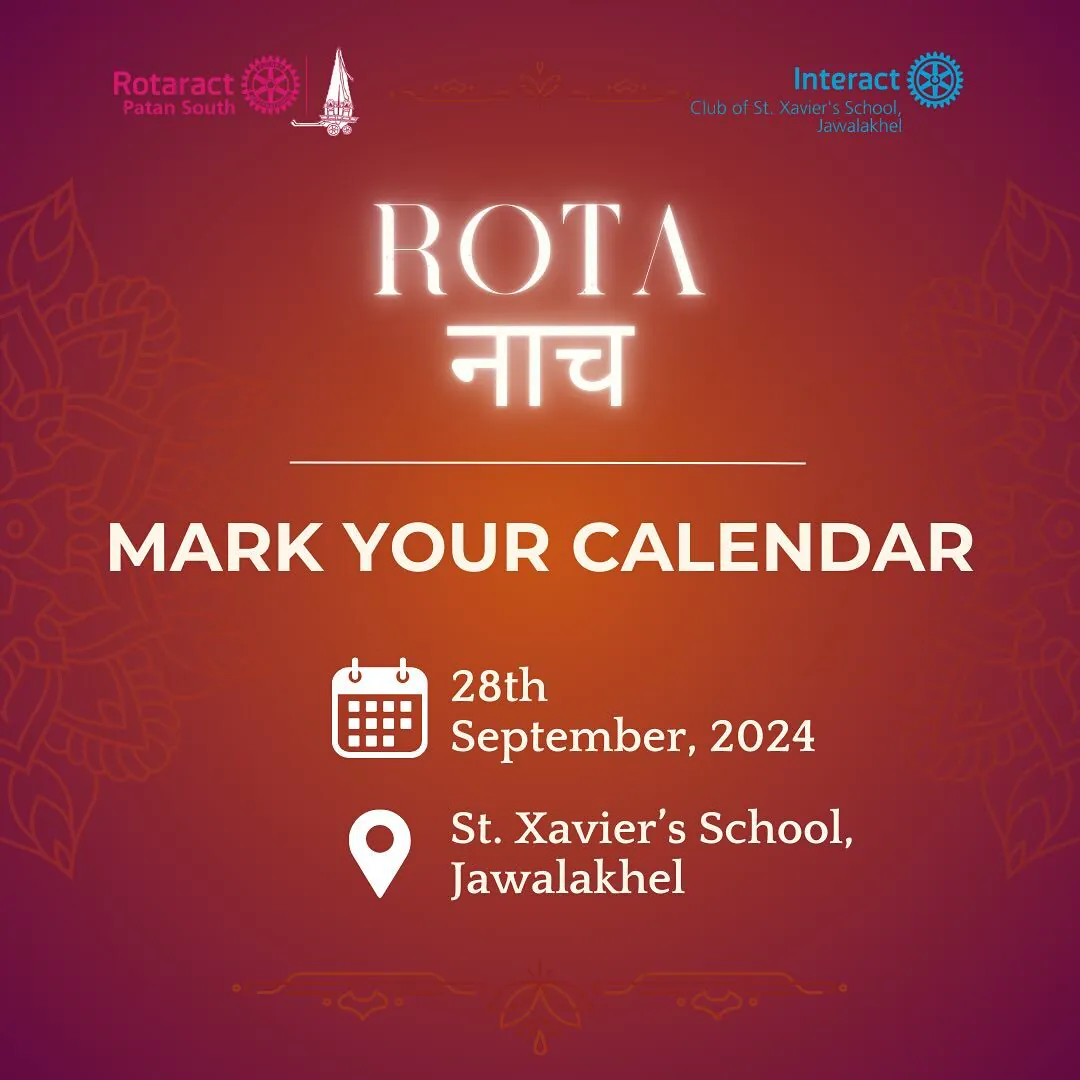 Rotaract
Patan South
Interact
Club of St. Xavier's School,
Jawalakhel
ROTA
नाच
MARK YOUR CALENDAR
28th
September, 2024
St. Xavier’s School,
Jawalakhel